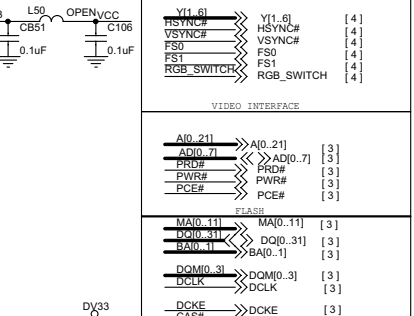 L50 OPEN VCC
CB51 C106
0.1uF 0.1uF
Y[1..6] Y[1..6] [ 4 ]
HSYNC# HSYNC# [ 4 ]
VSYNC# VSYNC# [ 4 ]
FS0 FS0 [ 4 ]
FS1 FS1 [ 4 ]
RGB_SWITCH RGB_SWITCH [ 4 ]
VIDEO INTERFACE
A[0..21] A[0..21] [ 3 ]
AD[0..7] AD[0..7] [ 3 ]
PRD# PRD# [ 3 ]
PWR# PWR# [ 3 ]
PCE# PCE# [ 3 ]
FLASH
MA[0..11] MA[0..11] [ 3 ]
DQ[0..31] DQ[0..31] [ 3 ]
BA[0..1] BA[0..1] [ 3 ]
DQM[0..3] DQM[0..3] [ 3 ]
DCLK DCLK [ 3 ]
DV33
DCKE DCKE [ 3 ]
CAS#